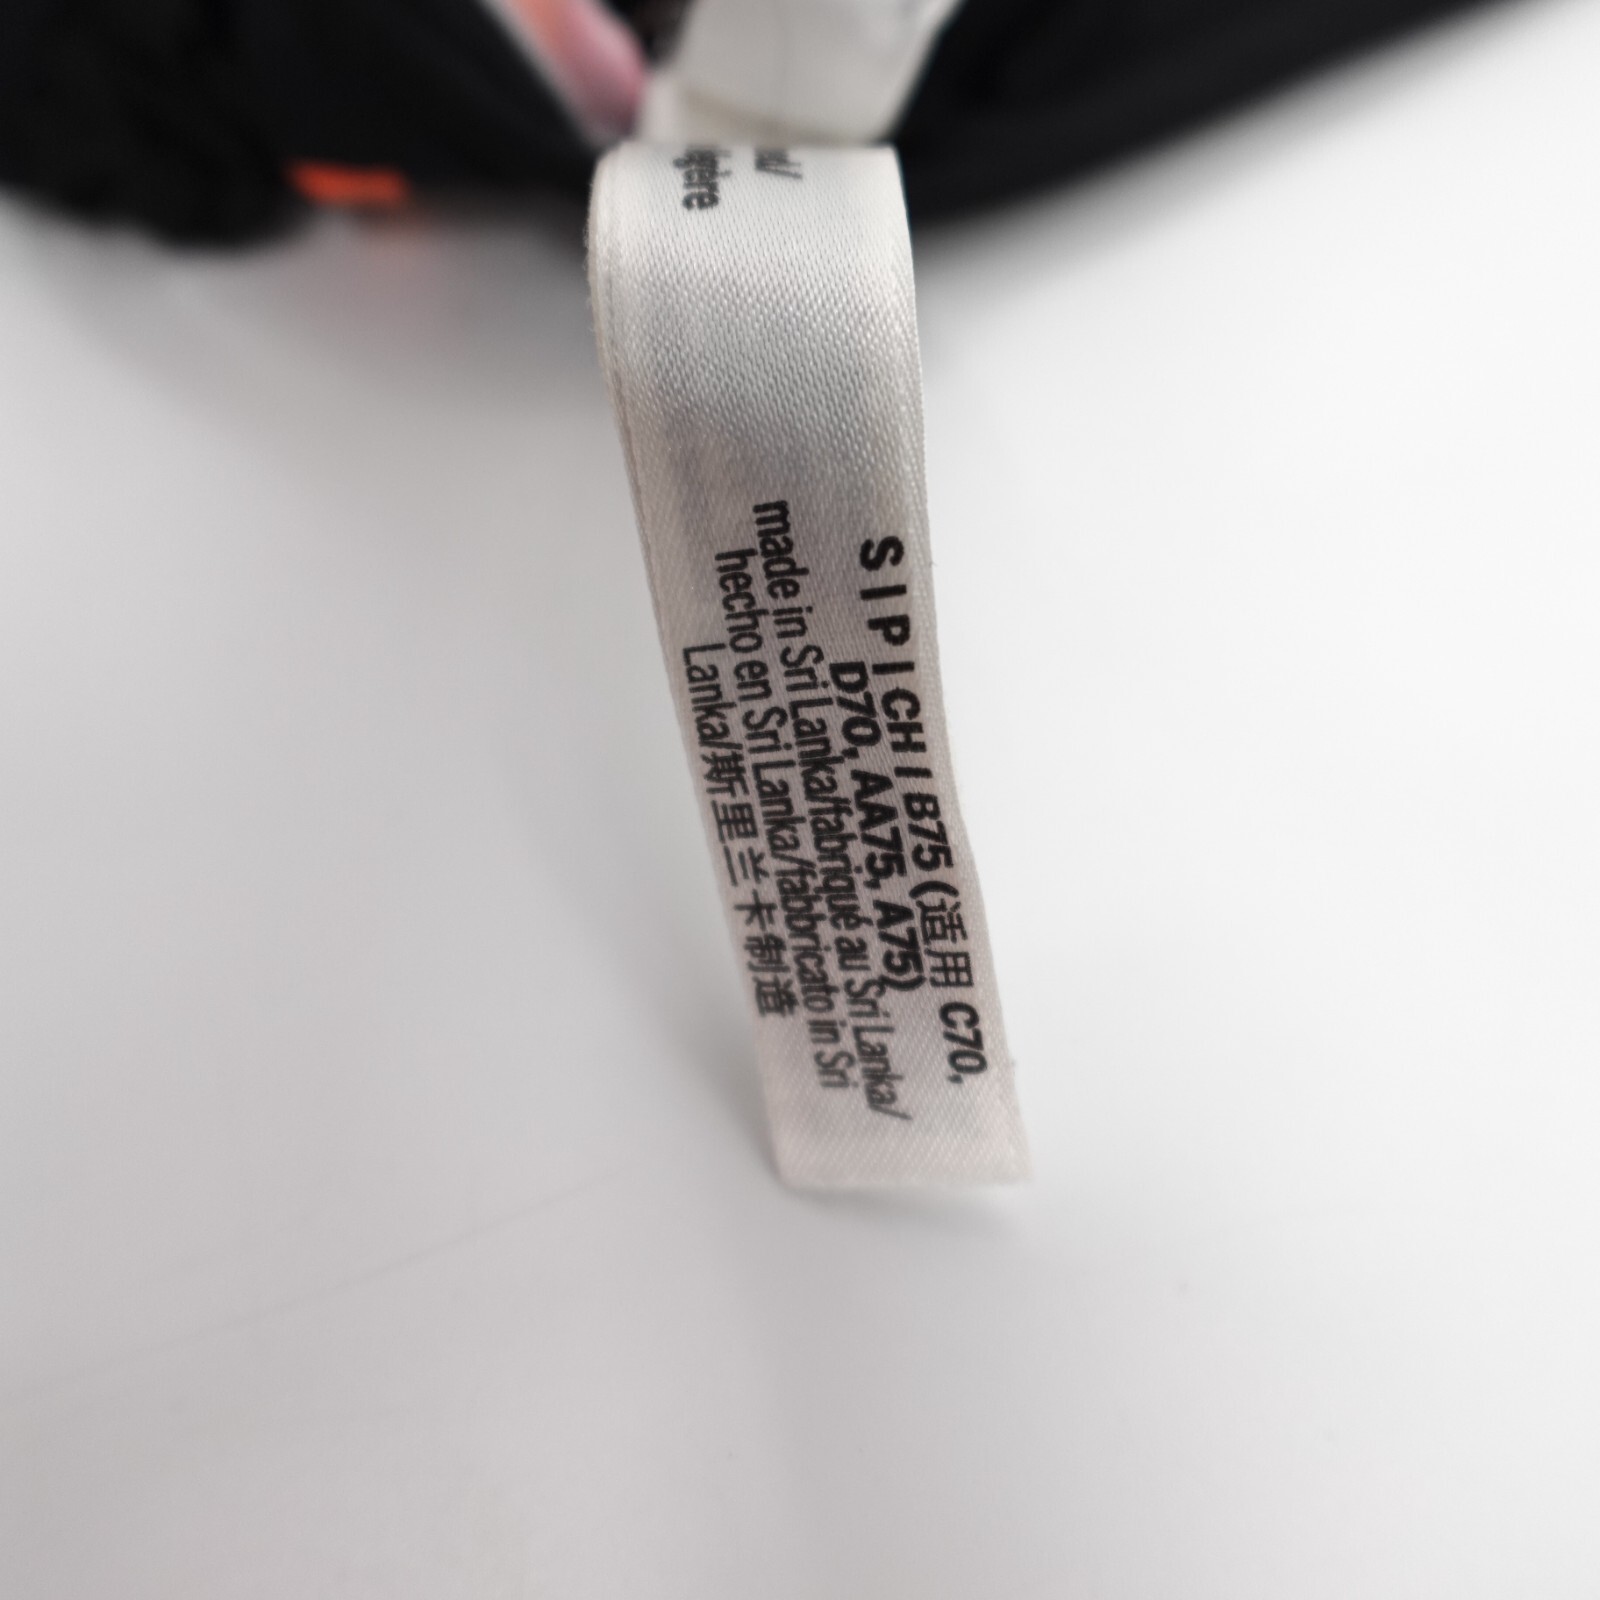 S I P I CH I B75 (适用 C70,
D70, AA75, A75)
made in Sri Lanka/fabriqué au Sri Lanka/
hecho en Sri Lanka/fabbricato in Sri
Lanka/斯里兰卡制造